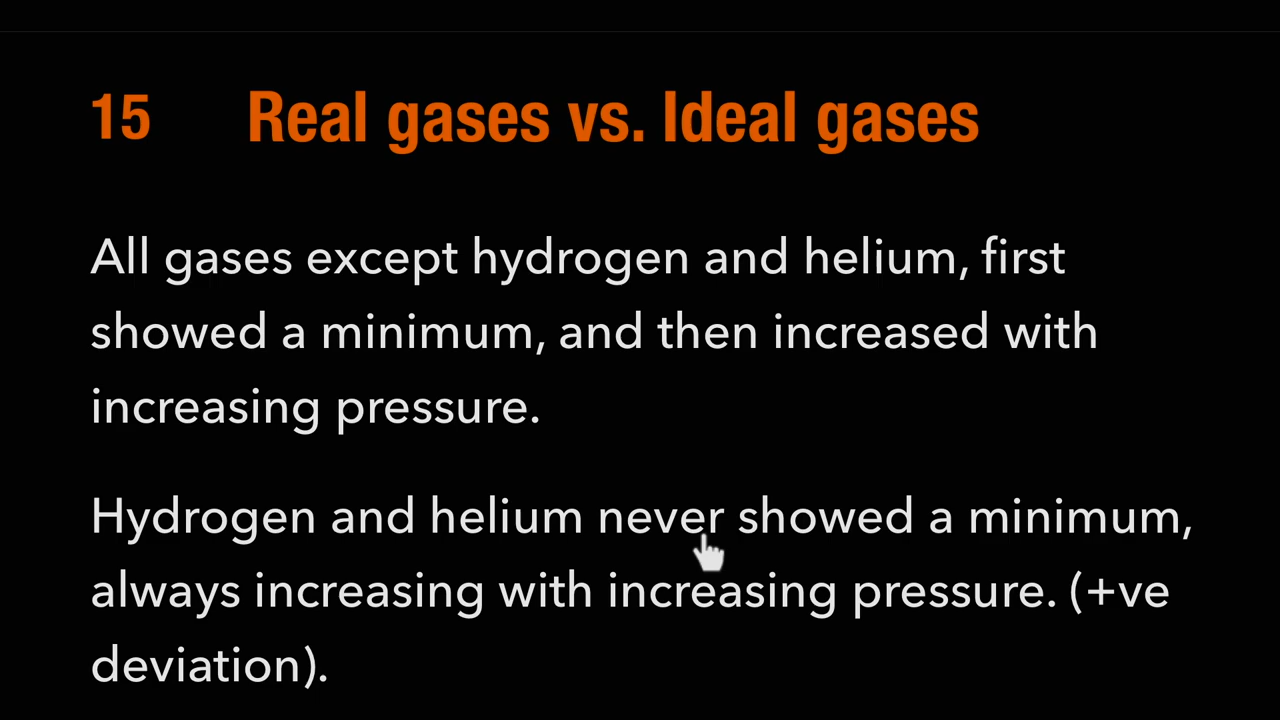 15 Real gases vs. Ideal gases
All gases except hydrogen and helium, first
showed a minimum, and then increased with
increasing pressure.
Hydrogen and helium never showed a minimum,
always increasing with increasing pressure. (+ve
deviation).